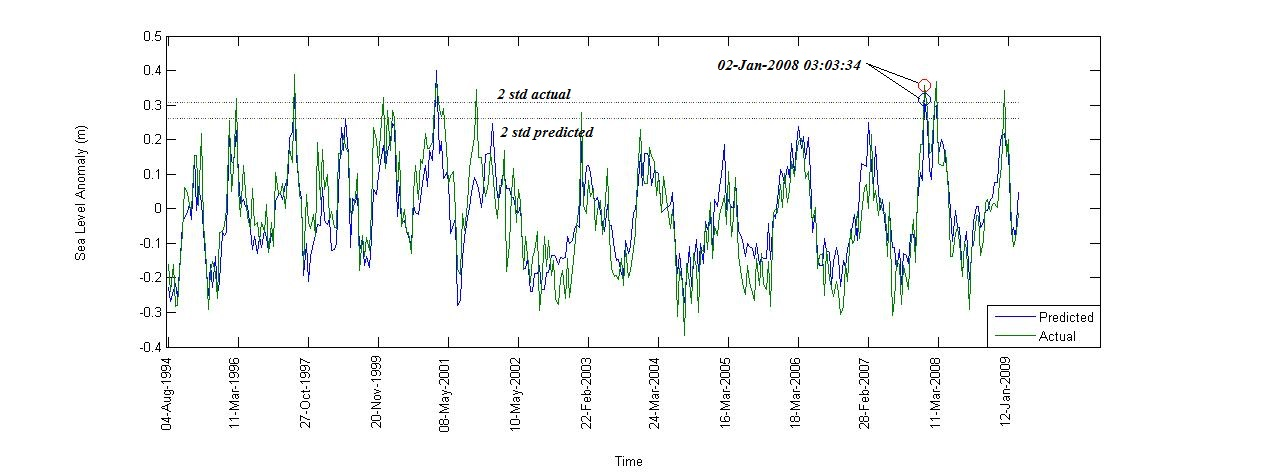 0.5
0.4
0.3
0.2
0.1
0
-0.1
-0.2
-0.3
-0.4
Sea Level Anomaly (m)
02-Jan-2008 03:03:34
2 std actual
2 std predicted
Predicted
Actual
04-Aug-1994
11-Mar-1996
27-Oct-1997
20-Nov-1999
08-May-2001
10-May-2002
22-Feb-2003
24-Mar-2004
16-Mar-2005
18-Mar-2006
28-Feb-2007
11-Mar-2008
12-Jan-2009
Time